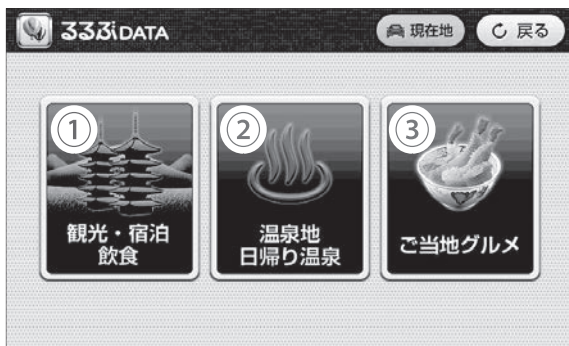 るるぶDATA
現在地
戻る
①
観光・宿泊
飲食
②
温泉地
日帰り温泉
③
ご当地グルメ